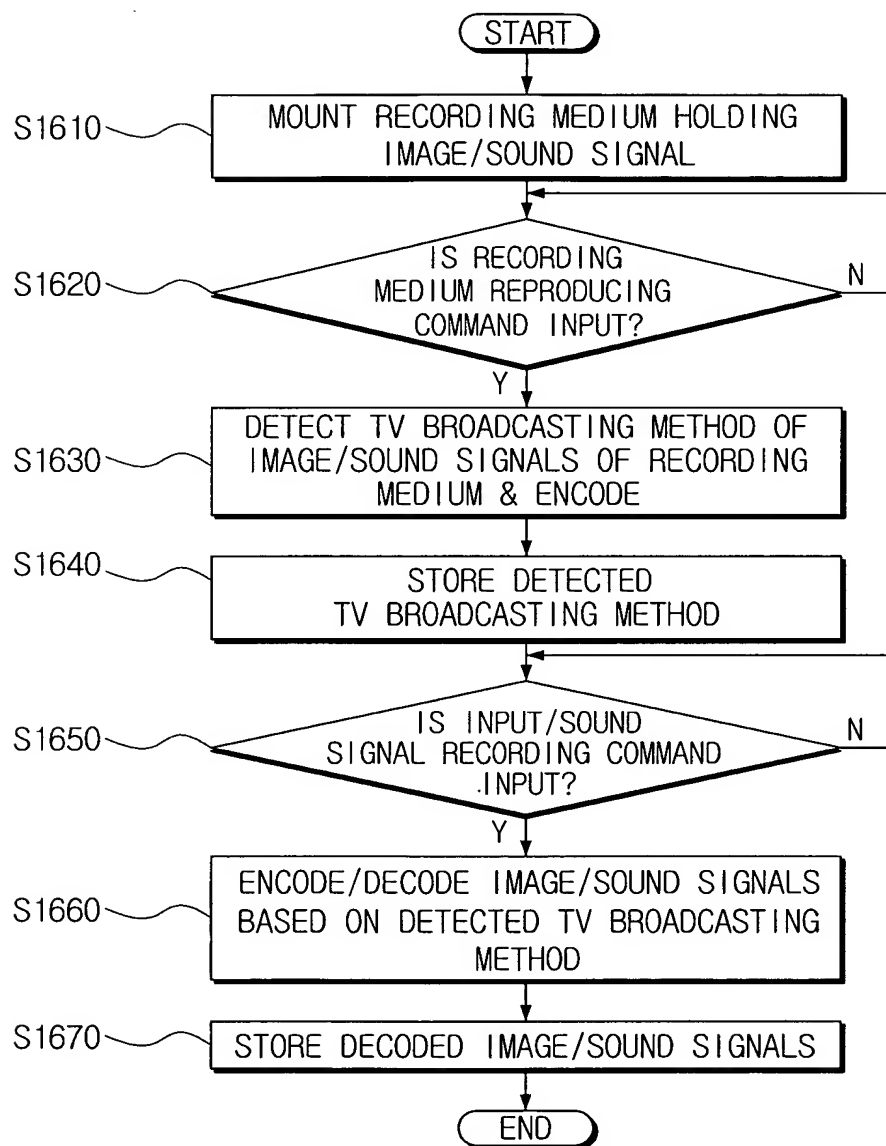 START
S1610
MOUNT RECORDING MEDIUM HOLDING
IMAGE/SOUND SIGNAL
S1620
IS RECORDING
MEDIUM REPRODUCING
COMMAND INPUT?
N
Y
S1630
DETECT TV BROADCASTING METHOD OF
IMAGE/SOUND SIGNALS OF RECORDING
MEDIUM & ENCODE
S1640
STORE DETECTED
TV BROADCASTING METHOD
S1650
IS INPUT/SOUND
SIGNAL RECORDING COMMAND
INPUT?
N
Y
S1660
ENCODE/DECODE IMAGE/SOUND SIGNALS
BASED ON DETECTED TV BROADCASTING
METHOD
S1670
STORE DECODED IMAGE/SOUND SIGNALS
END